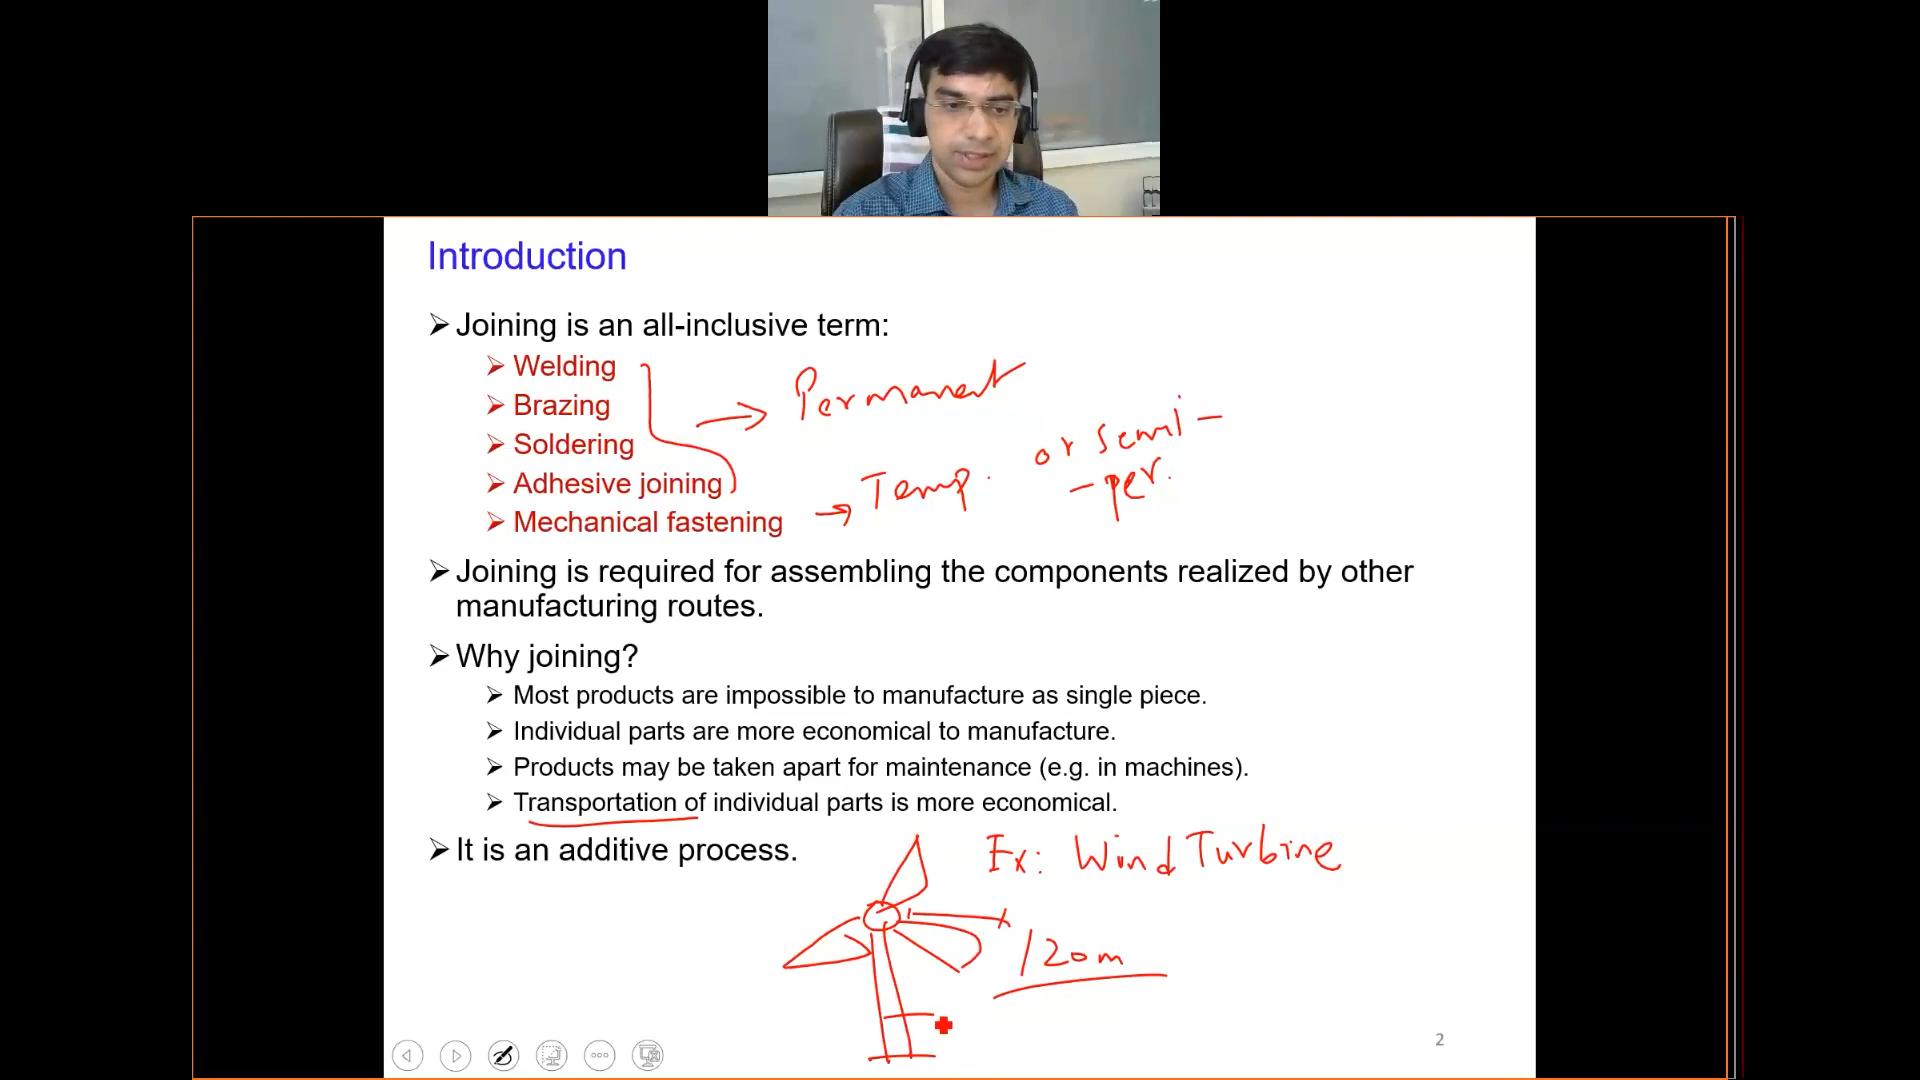 Introduction
➢ Joining is an all-inclusive term:
➢ Welding
➢ Brazing
➢ Soldering
➢ Adhesive joining
➢ Mechanical fastening
→ Permanent
→ Temp. or semi-
-per.
➢ Joining is required for assembling the components realized by other
manufacturing routes.
➢ Why joining?
➢ Most products are impossible to manufacture as single piece.
➢ Individual parts are more economical to manufacture.
➢ Products may be taken apart for maintenance (e.g. in machines).
➢ Transportation of individual parts is more economical.
➢ It is an additive process.
Ex: Wind Turbine
120m
2